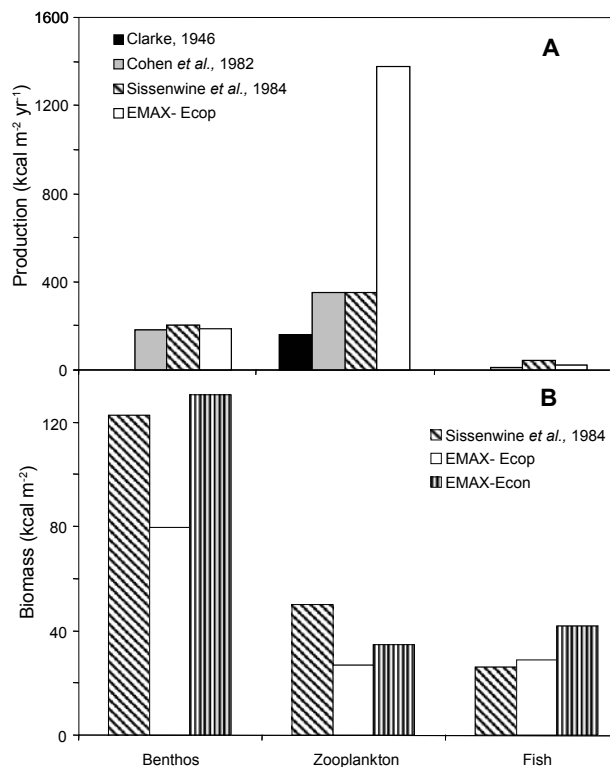 A
Clarke, 1946
Cohen et al., 1982
Sissenwine et al., 1984
EMAX- Ecop
Production (kcal m-2 yr-1)
1600
1200
800
400
0
B
Sissenwine et al., 1984
EMAX- Ecop
EMAX-Econ
Biomass (kcal m-2)
120
80
40
0
Benthos Zooplankton Fish